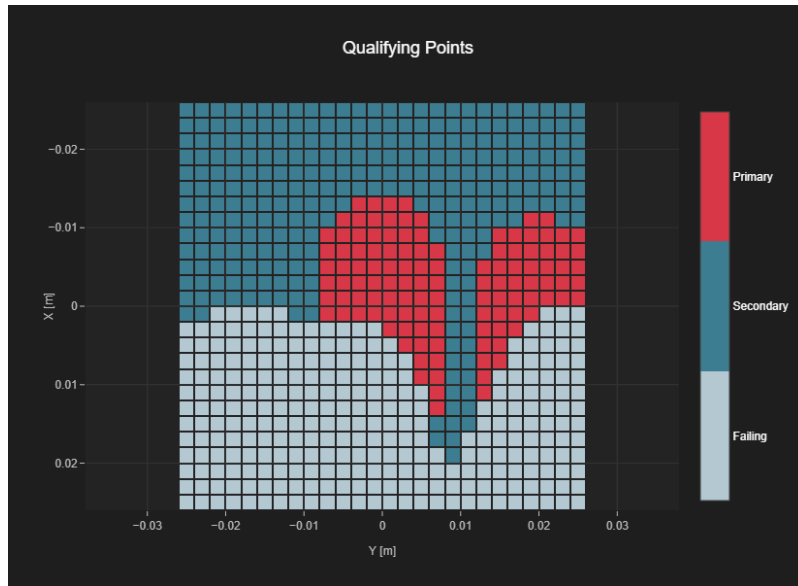 Qualifying Points
−0.02
−0.01
0
0.01
0.02
X [m]
−0.03
−0.02
−0.01
0
0.01
0.02
0.03
Y [m]
Primary
Secondary
Failing